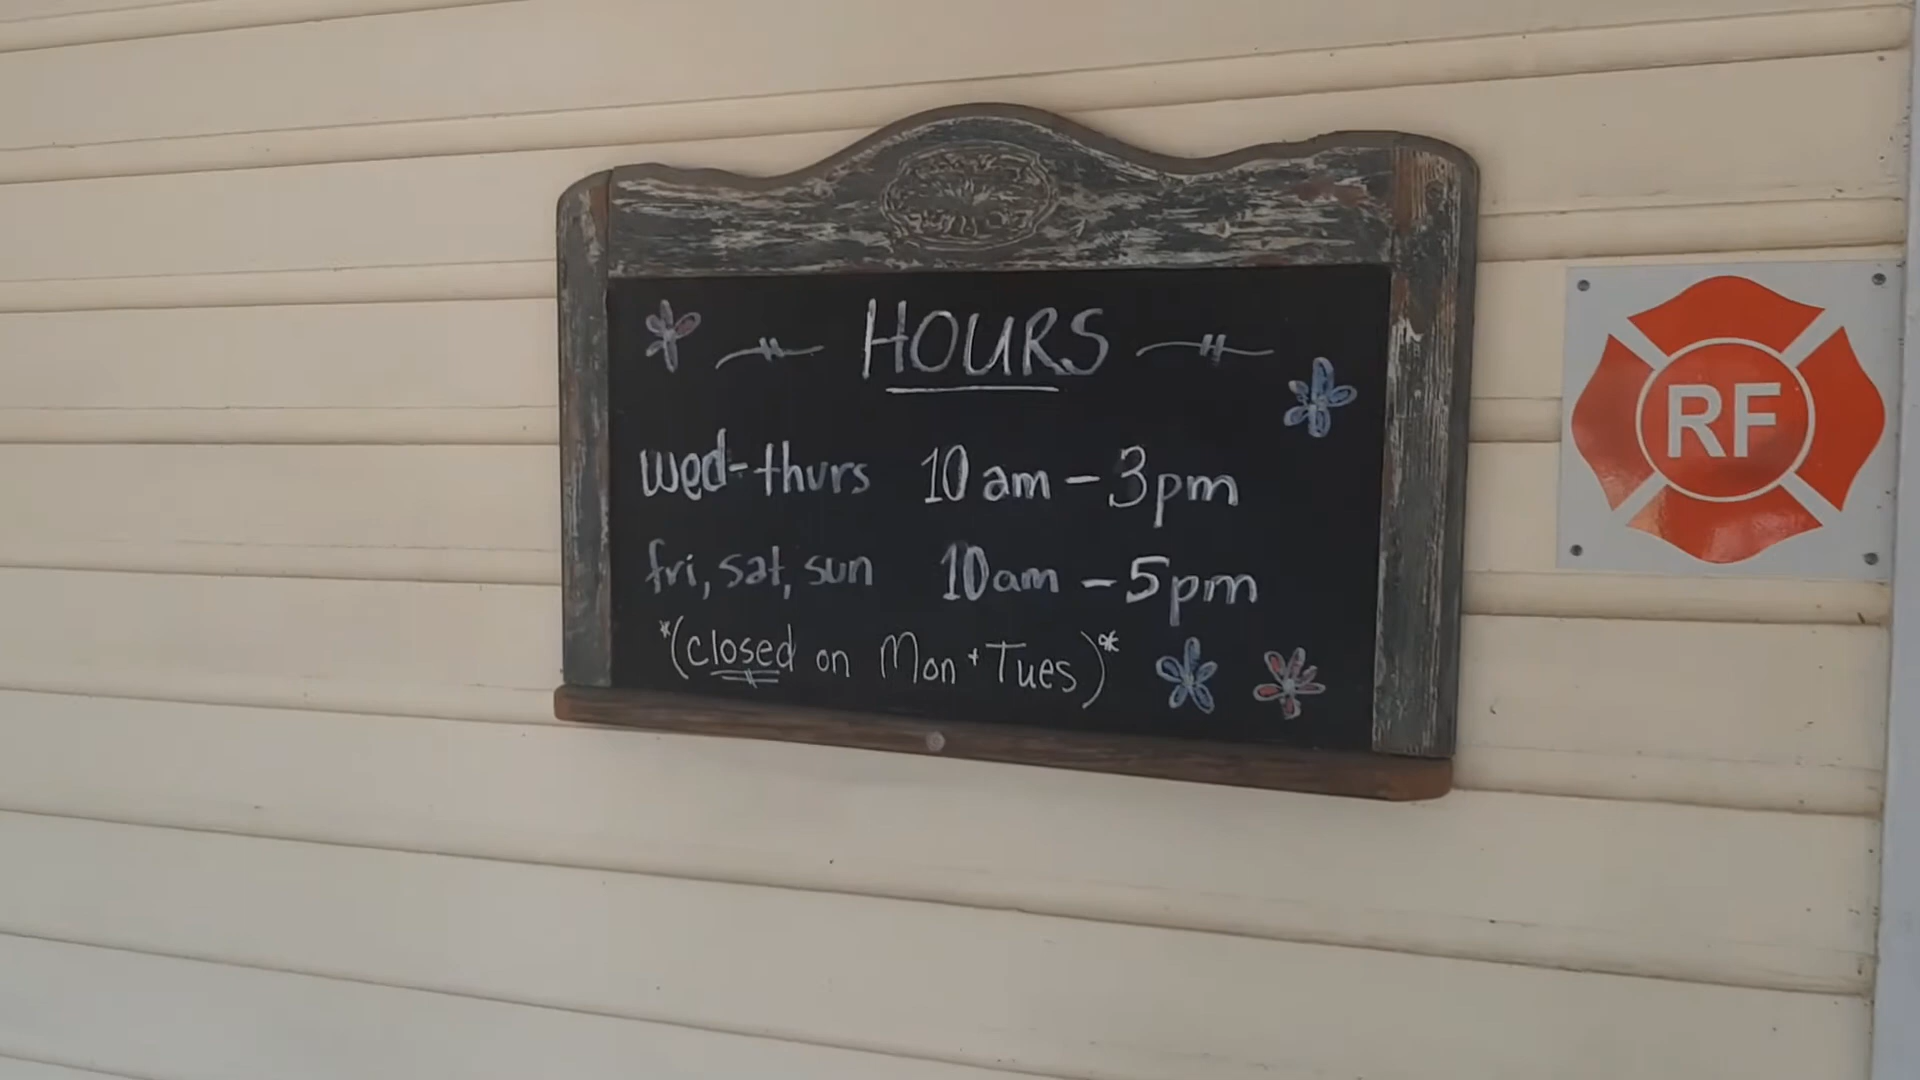 HOURS
wed-thurs 10 am - 3pm
fri, sat, sun 10am - 5pm
*(closed on Mon + Tues)*
RF